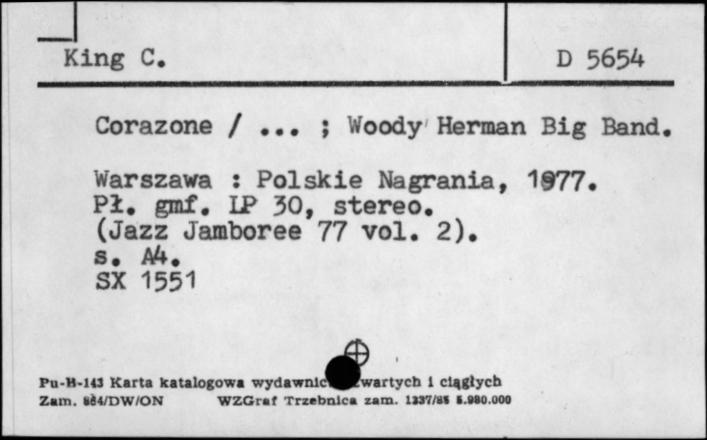 King C.
D 5654
Corazone / ... ; Woody Herman Big Band.
Warszawa : Polskie Nagrania, 1977.
Pł. gmf. LP 30, stereo.
(Jazz Jamboree 77 vol. 2).
s. A4.
SX 1551
Pu-H-143 Karta katalogowa wydawnic zwartych i ciągłych
Zam. 864/DW/ON WZGraf Trzebnica zam. 1337/85 5.980.000